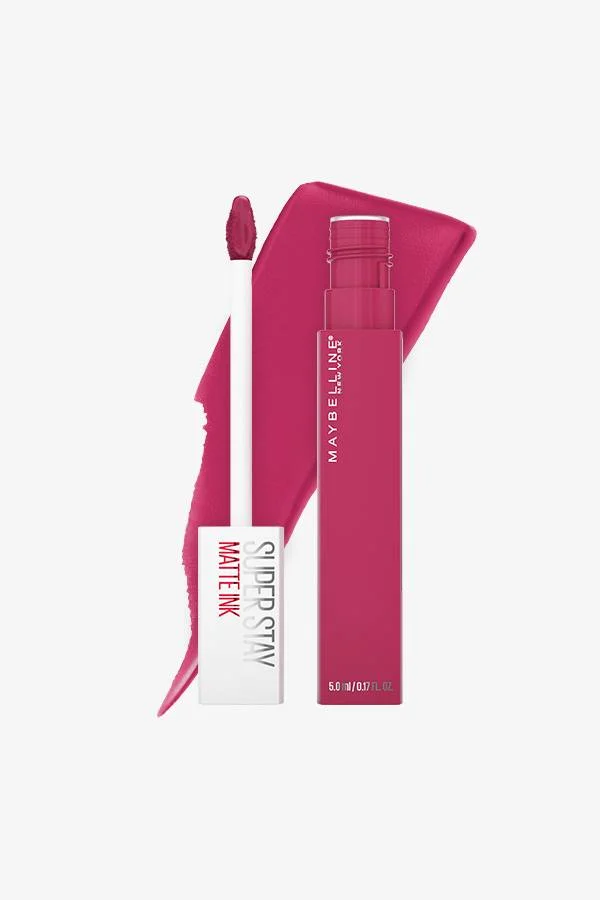 SUPER STAY
MATTE INK
MAYBELLINE®
NEW YORK
5.0 ml / 0.17 FL. OZ.